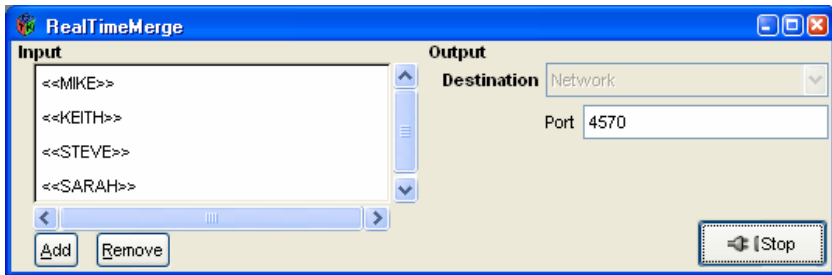 RealTimeMerge
Input
<<MIKE>>
<<KEITH>>
<<STEVE>>
<<SARAH>>
Add Remove
Output
Destination Network
Port 4570
Stop